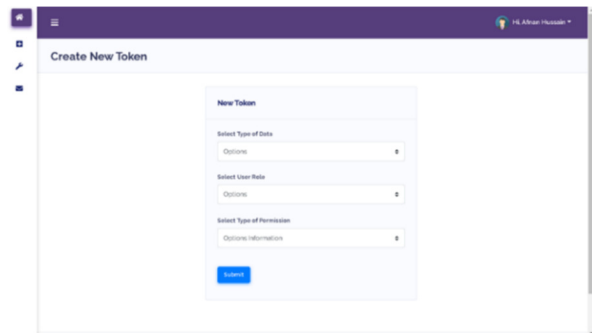 Hi, Afnan Hussain
Create New Token
New Token
Select Type of Data
Options
Select User Role
Options
Select Type of Permission
Options Information
Submit